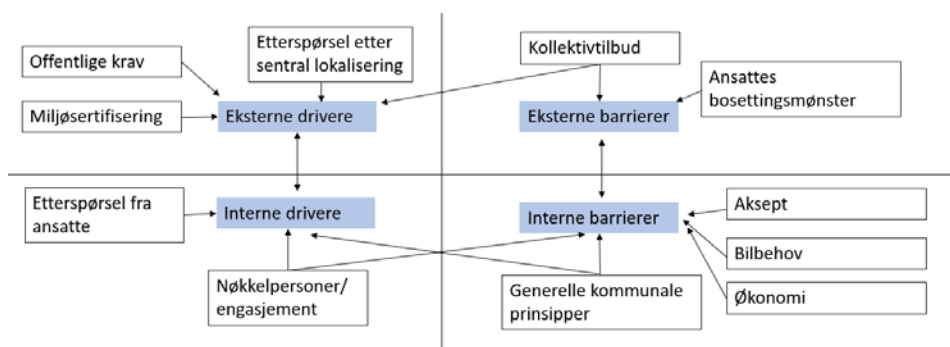 Offentlige krav
Etterspørsel etter
sentral lokalisering
Kollektivtilbud
Ansattes
bosettingsmønster
Miljøsertifisering
Eksterne drivere
Eksterne barrierer
Etterspørsel fra
ansatte
Interne drivere
Interne barrierer
Aksept
Bilbehov
Økonomi
Nøkkelpersoner/
engasjement
Generelle kommunale
prinsipper